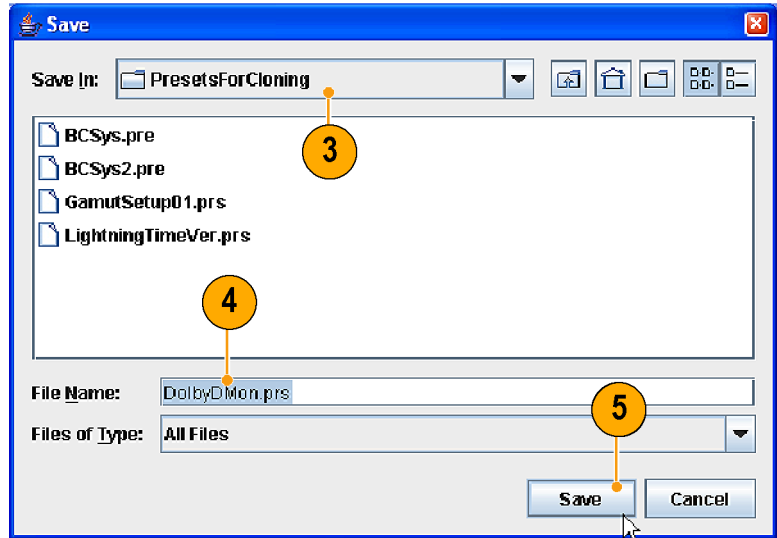 Save
Save In: PresetsForCloning
3
BCSys.pre
BCSys2.pre
GamutSetup01.prs
LightningTimeVer.prs
4
File Name: DolbyDMon.prs
5
Files of Type: All Files
Save Cancel